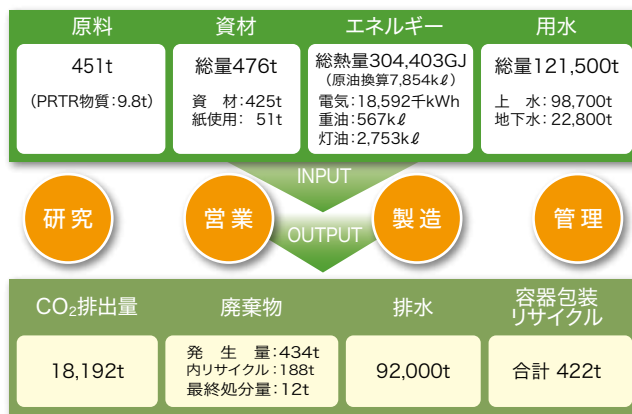 原料
451t
(PRTR物質:9.8t)
資材
総量476t
資　材:425t
紙使用:　51t
エネルギー
総熱量304,403GJ
(原油換算7,854kℓ)
電気:18,592千kWh
重油:567kℓ
灯油:2,753kℓ
用水
総量121,500t
上　水:98,700t
地下水:22,800t
INPUT
研究
営業
製造
管理
OUTPUT
CO₂排出量
18,192t
廃棄物
発　生　量:434t
内リサイクル:188t
最終処分量:12t
排水
92,000t
容器包装
リサイクル
合計 422t